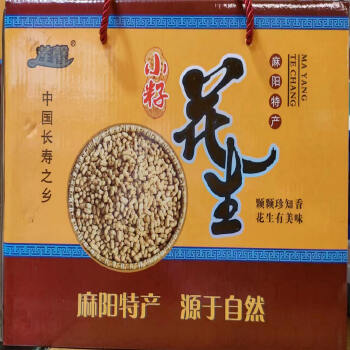 ®
中国长寿之乡
小籽
花生
MA YANG
TE CHANG
麻阳特产
颗颗珍知香
花生有美味
麻阳特产 源于自然